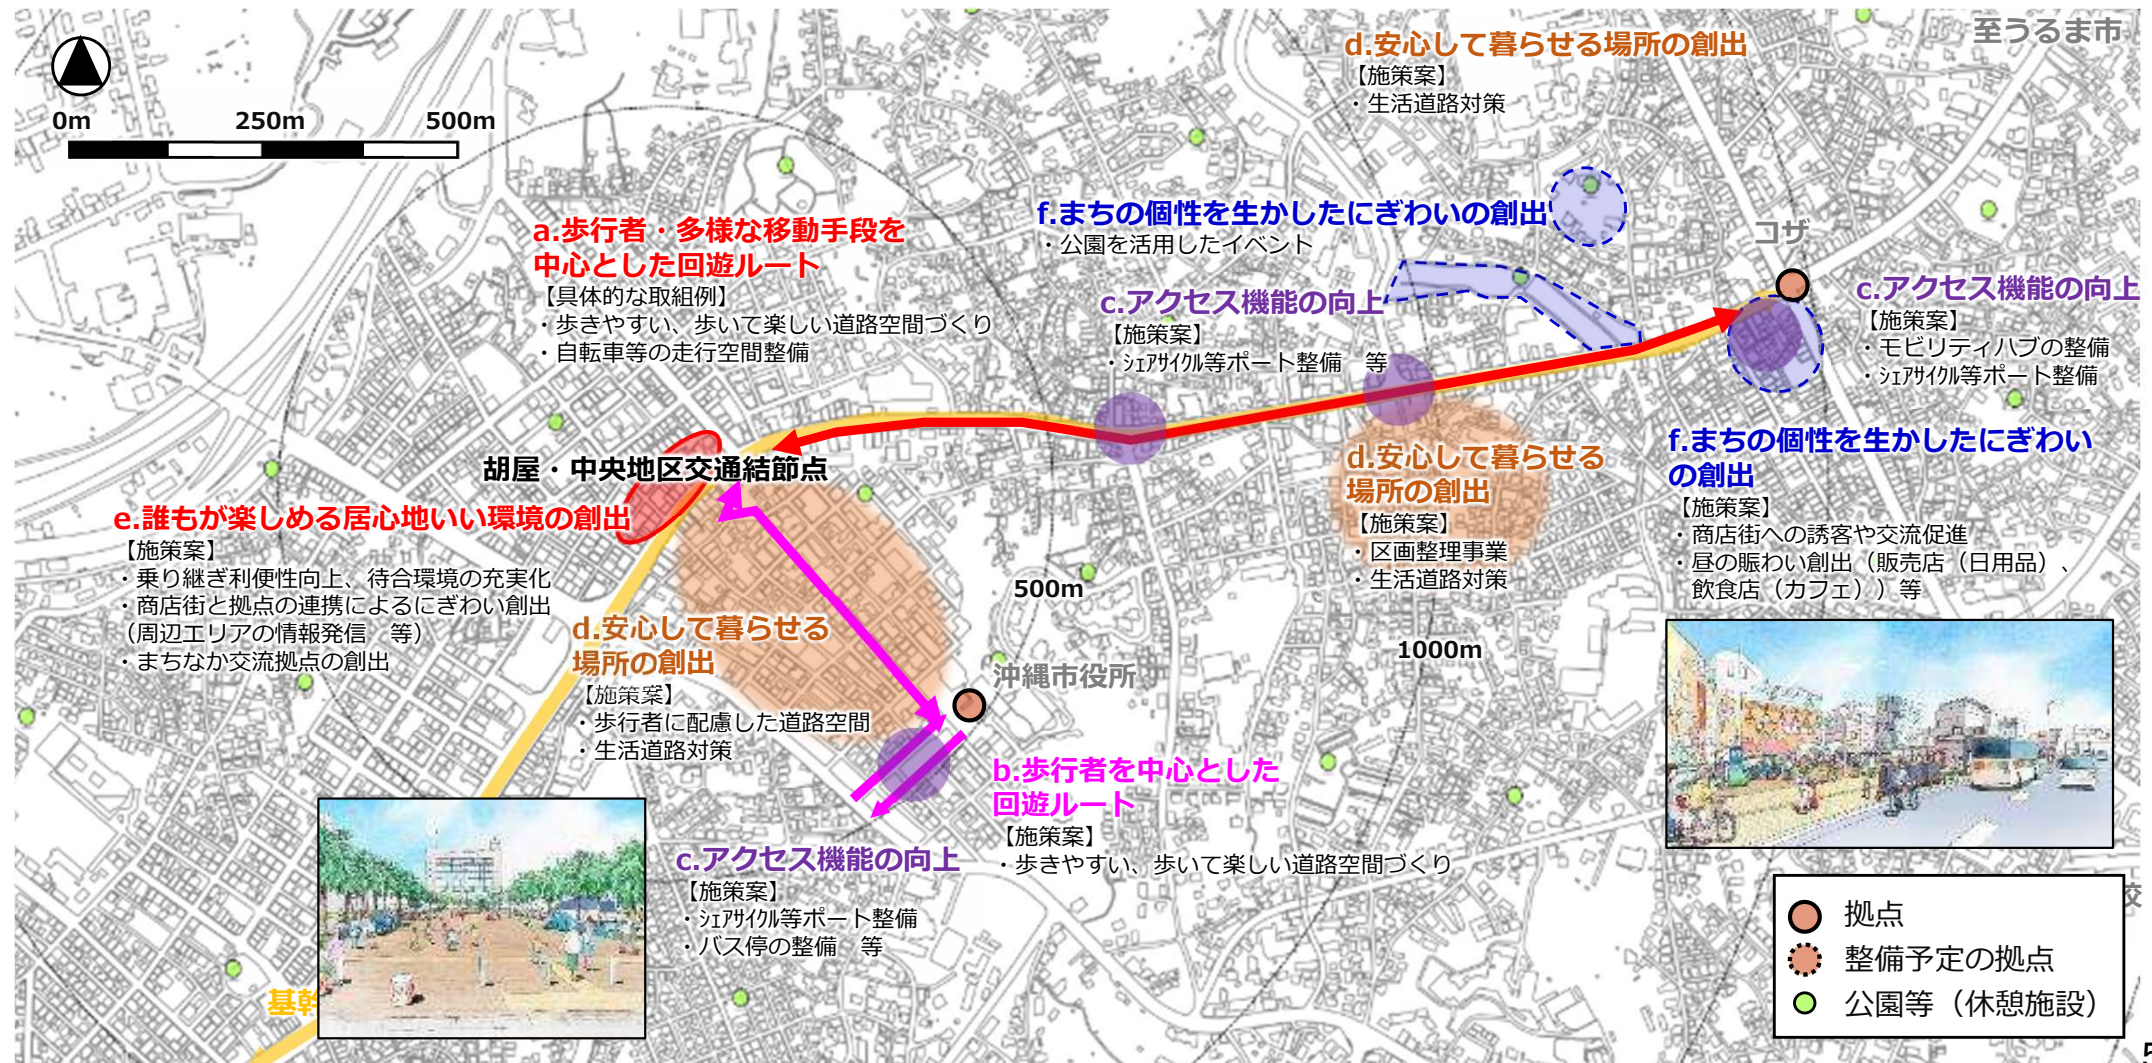 至うるま市
0m 250m 500m
d.安心して暮らせる場所の創出
【施策案】
・生活道路対策
a.歩行者・多様な移動手段を
中心とした回遊ルート
【具体的な取組例】
・歩きやすい、歩いて楽しい道路空間づくり
・自転車等の走行空間整備
f.まちの個性を生かしたにぎわいの創出
・公園を活用したイベント
コザ
c.アクセス機能の向上
【施策案】
・ｼｪｱｻｲｸﾙ等ポート整備　等
c.アクセス機能の向上
【施策案】
・モビリティハブの整備
・ｼｪｱｻｲｸﾙ等ポート整備
胡屋・中央地区交通結節点
e.誰もが楽しめる居心地いい環境の創出
【施策案】
・乗り継ぎ利便性向上、待合環境の充実化
・商店街と拠点の連携によるにぎわい創出
（周辺エリアの情報発信　等）
・まちなか交流拠点の創出
d.安心して暮らせる
場所の創出
【施策案】
・区画整理事業
・生活道路対策
f.まちの個性を生かしたにぎわい
の創出
【施策案】
・商店街への誘客や交流促進
・昼の賑わい創出（販売店（日用品）、
飲食店（カフェ））等
500m
1000m
d.安心して暮らせる
場所の創出
【施策案】
・歩行者に配慮した道路空間
・生活道路対策
沖縄市役所
b.歩行者を中心とした
回遊ルート
【施策案】
・歩きやすい、歩いて楽しい道路空間づくり
c.アクセス機能の向上
【施策案】
・ｼｪｱｻｲｸﾙ等ポート整備
・バス停の整備　等
基幹
拠点
整備予定の拠点
公園等（休憩施設）
校